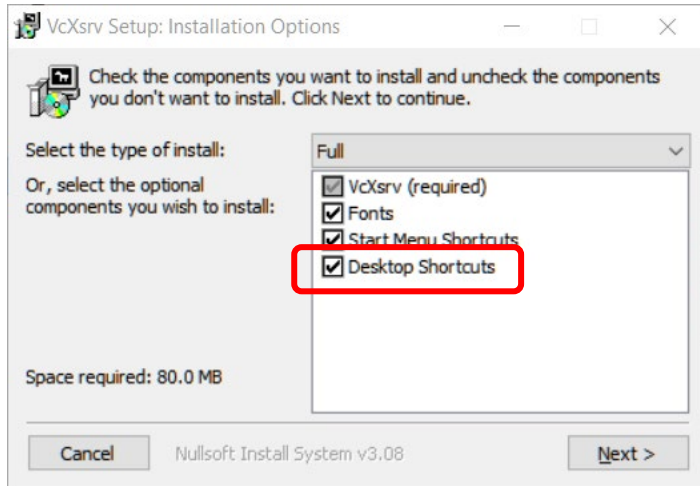 VcXsrv Setup: Installation Options
Check the components you want to install and uncheck the components
you don't want to install. Click Next to continue.
Select the type of install:
Full
Or, select the optional
components you wish to install:
VcXsrv (required)
Fonts
Start Menu Shortcuts
Desktop Shortcuts
Space required: 80.0 MB
Cancel
Nullsoft Install System v3.08
Next >